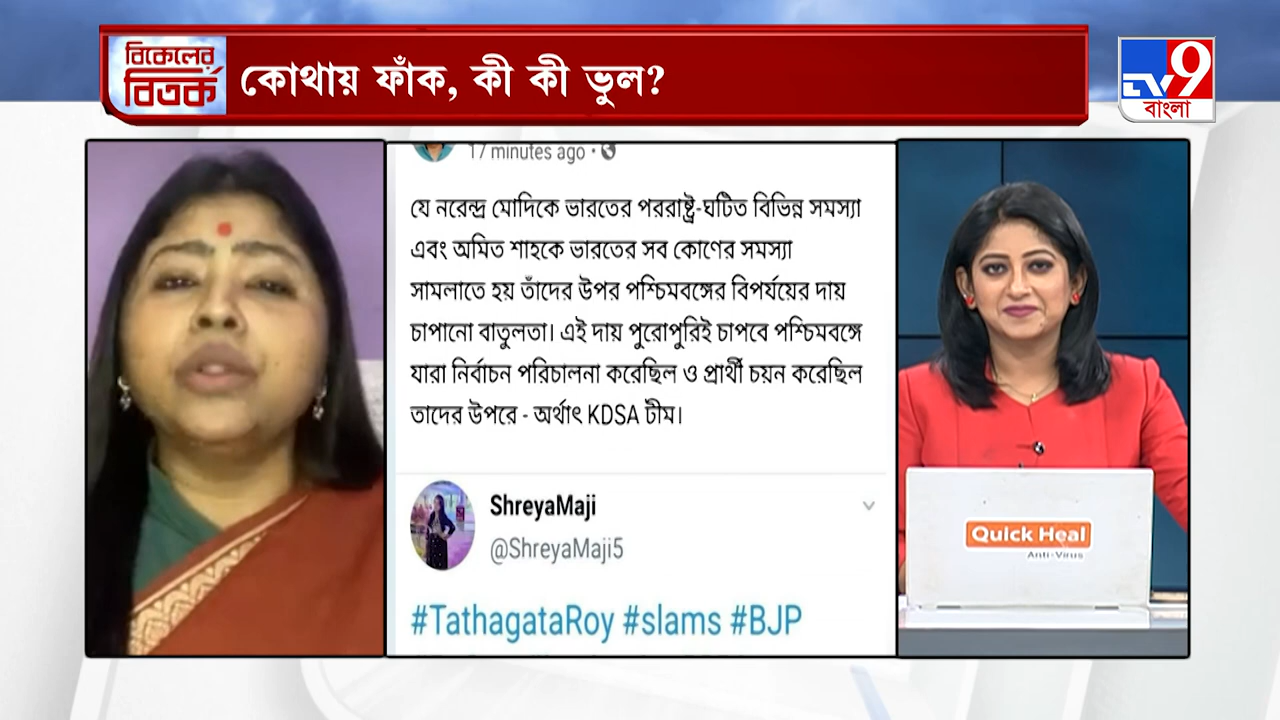 বিকেলের
বিতর্ক
কোথায় ফাঁক, কী কী ভুল?
TV9
বাংলা
17 minutes ago
যে নরেন্দ্র মোদিকে ভারতের পররাষ্ট্র-ঘটিত বিভিন্ন সমস্যা
এবং অমিত শাহকে ভারতের সব কোণের সমস্যা
সামলাতে হয় তাঁদের উপর পশ্চিমবঙ্গের বিপর্যয়ের দায়
চাপানো বাতুলতা। এই দায় পুরোপুরিই চাপবে পশ্চিমবঙ্গে
যারা নির্বাচন পরিচালনা করেছিল ও প্রার্থী চয়ন করেছিল
তাদের উপরে - অর্থাৎ KDSA টীম।
ShreyaMaji
@ShreyaMaji5
#TathagataRoy #slams #BJP
Quick Heal
Anti-Virus